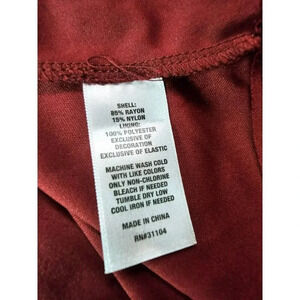 SHELL:
85% RAYON
15% NYLON
LINING:
100% POLYESTER
EXCLUSIVE OF
DECORATION
EXCLUSIVE OF ELASTIC
MACHINE WASH COLD
WITH LIKE COLORS
ONLY NON-CHLORINE
BLEACH IF NEEDED
TUMBLE DRY LOW
COOL IRON IF NEEDED
MADE IN CHINA
RN#31104